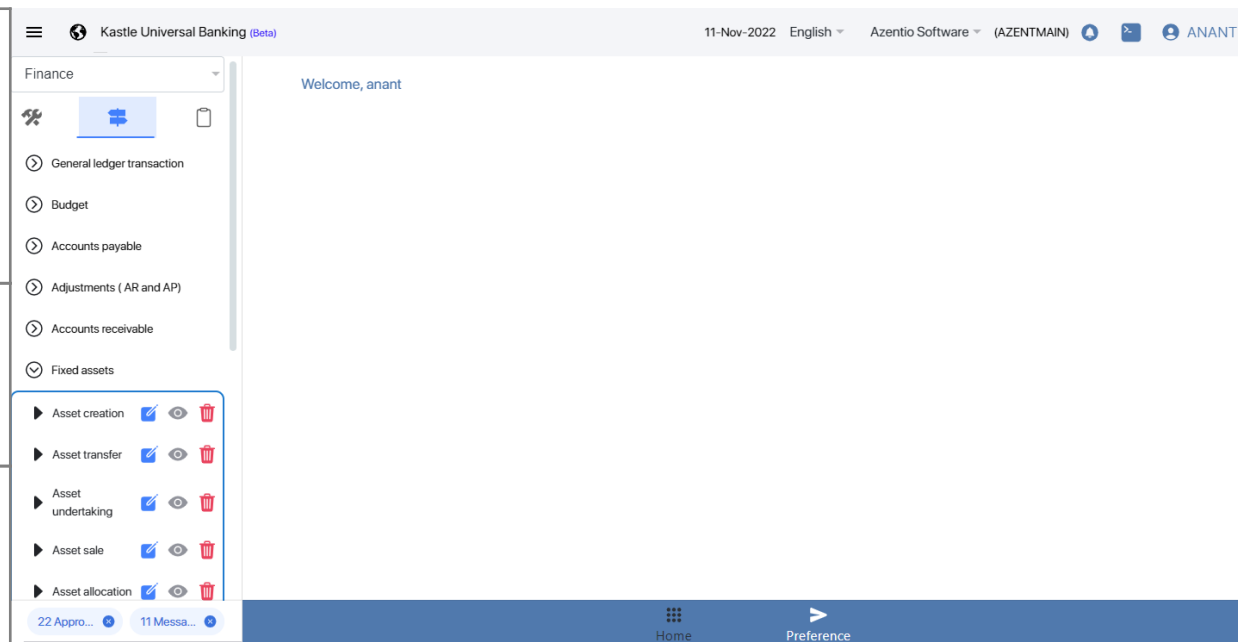 Kastle Universal Banking (Beta)
11-Nov-2022 English Azentio Software (AZENTMAIN) ANANT
Finance
Welcome, anant
General ledger transaction
Budget
Accounts payable
Adjustments ( AR and AP)
Accounts receivable
Fixed assets
Asset creation
Asset transfer
Asset
undertaking
Asset sale
Asset allocation
22 Appro... 11 Messa...
Home Preference